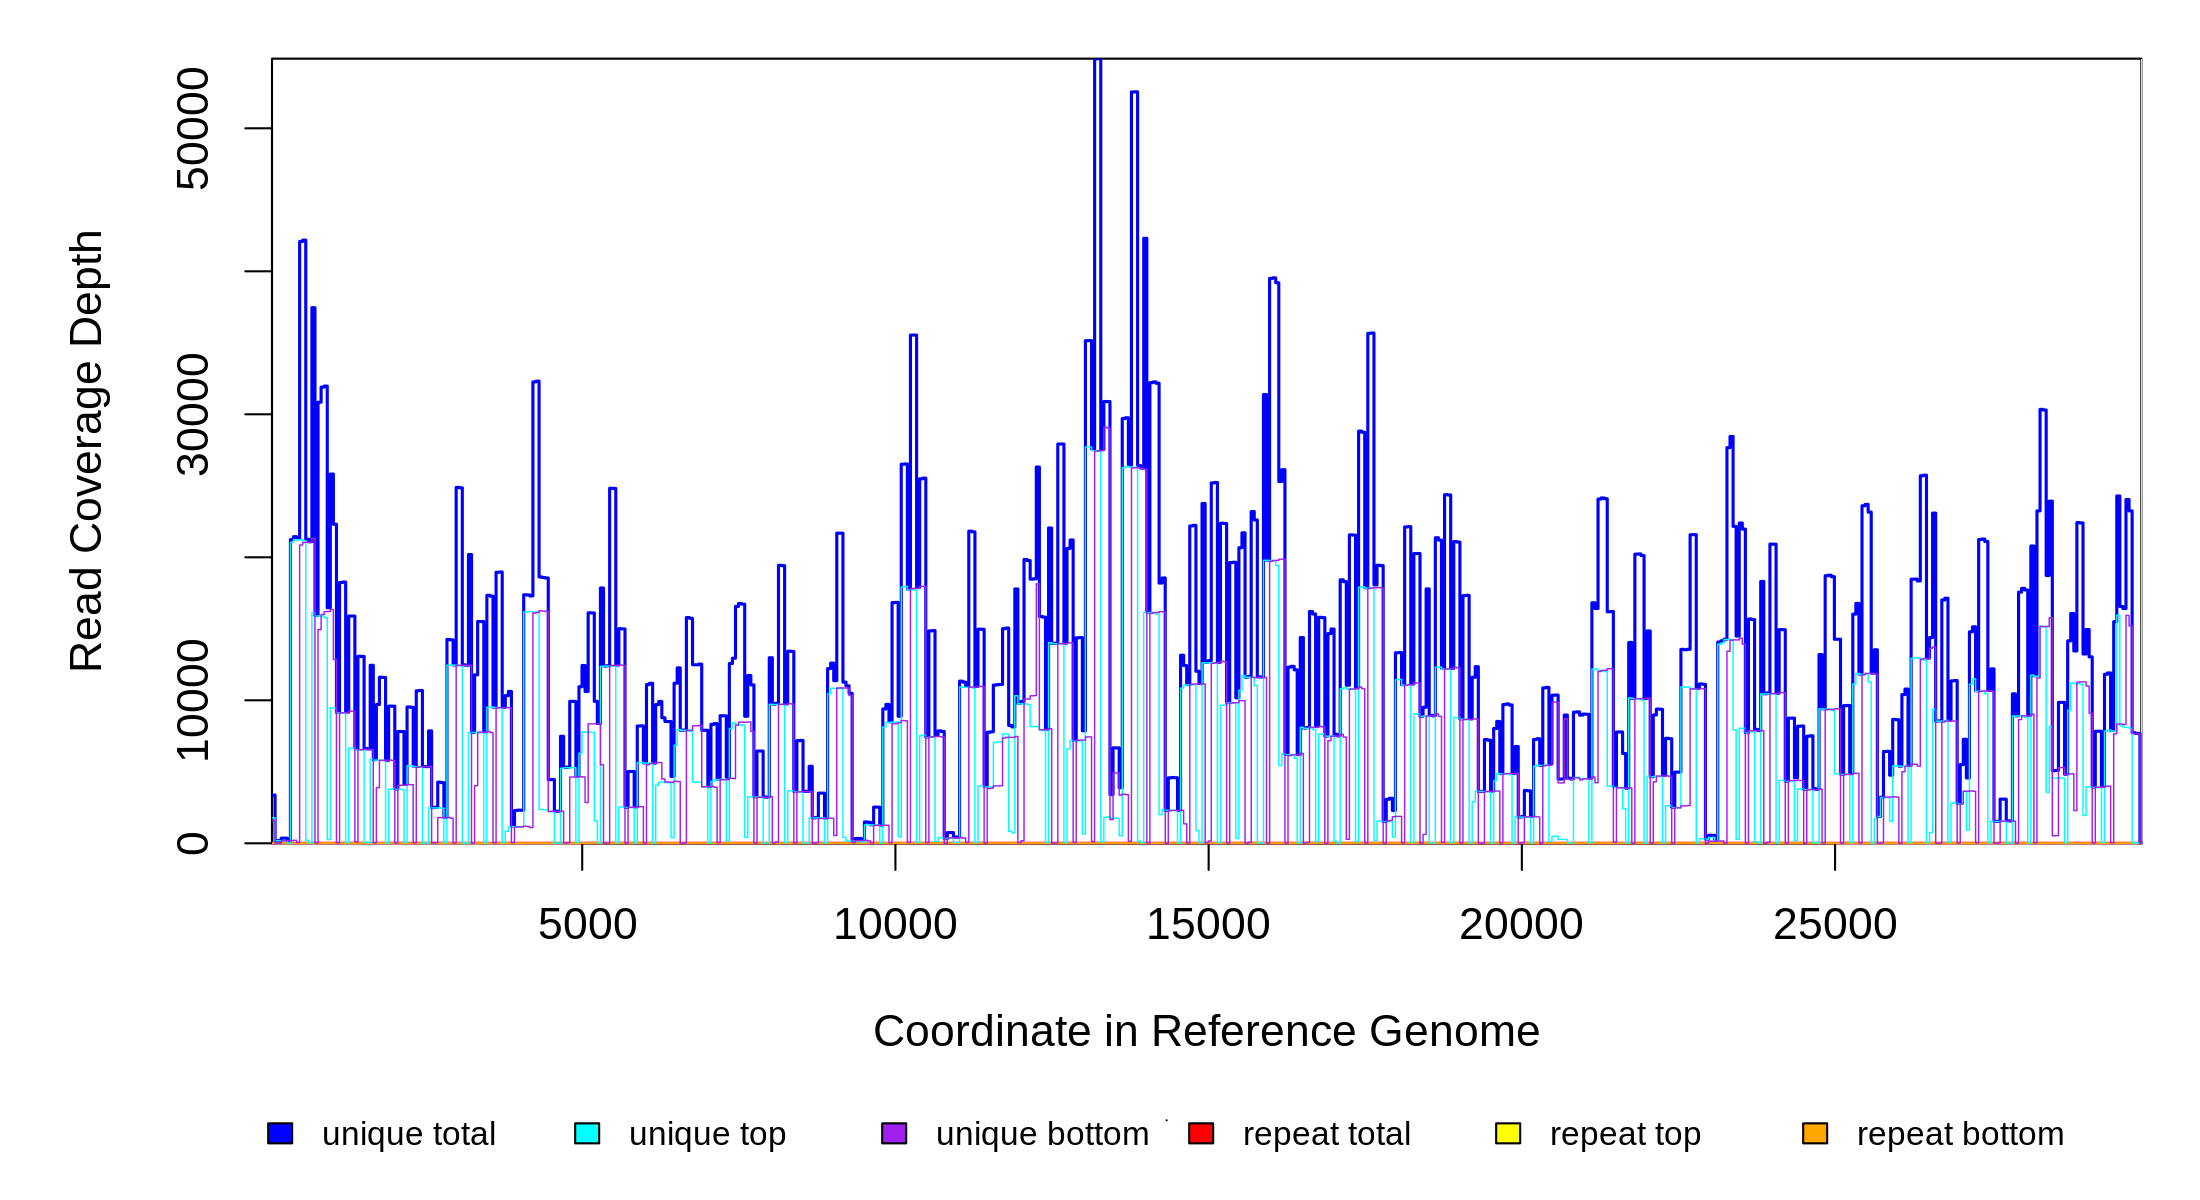 50000
30000
10000
0
Read Coverage Depth
5000 10000 15000 20000 25000
Coordinate in Reference Genome
unique total unique top unique bottom repeat total repeat top repeat bottom